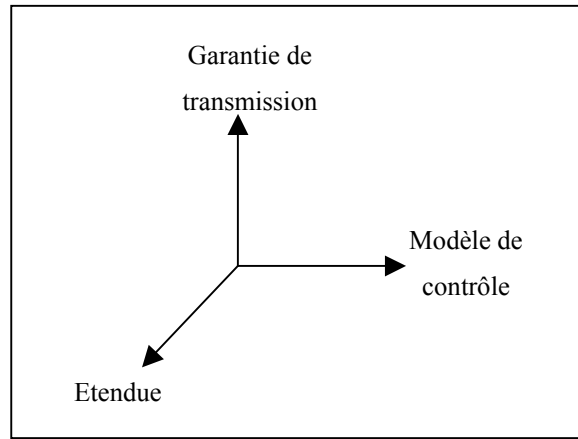 Garantie de
transmission
Modèle de
contrôle
Etendue